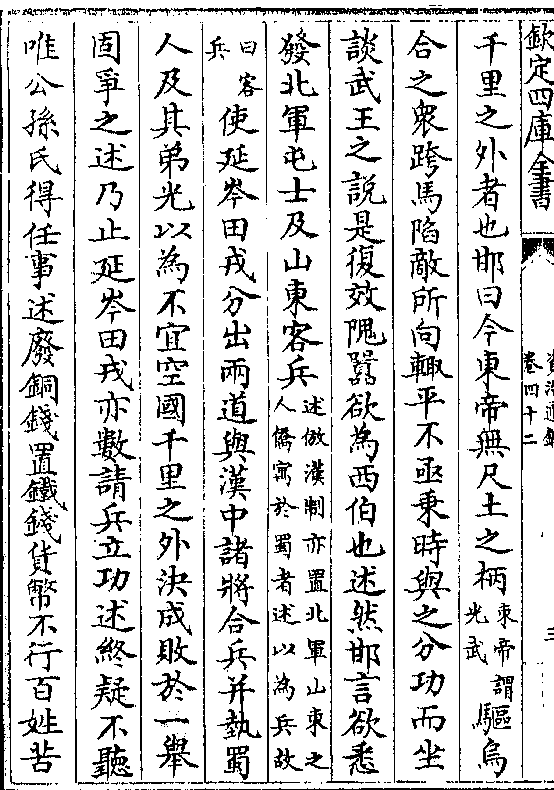 欽定四庫全書
卷四十二
三
千里之外者也邯曰今東帝無尺土之柄東帝謂光武驅烏
合之衆跨馬陷敵所向輒平不亟乘時與之分功而坐
談武王之說是復效隗囂欲為西伯也述然邯言欲悉
發北軍屯士及山東客兵述倣漢制亦置北軍山東之人僑寓於蜀者述以為兵故
曰客兵使延岑田戎分出兩道與漢中諸將合兵并埶蜀
人及其弟光以為不宜空國千里之外決成敗於一舉
固爭之述乃止延岑田戎亦數請兵立功述終疑不聽
唯公孫氏得任事述廢銅錢置鐵錢貨幣不行百姓苦